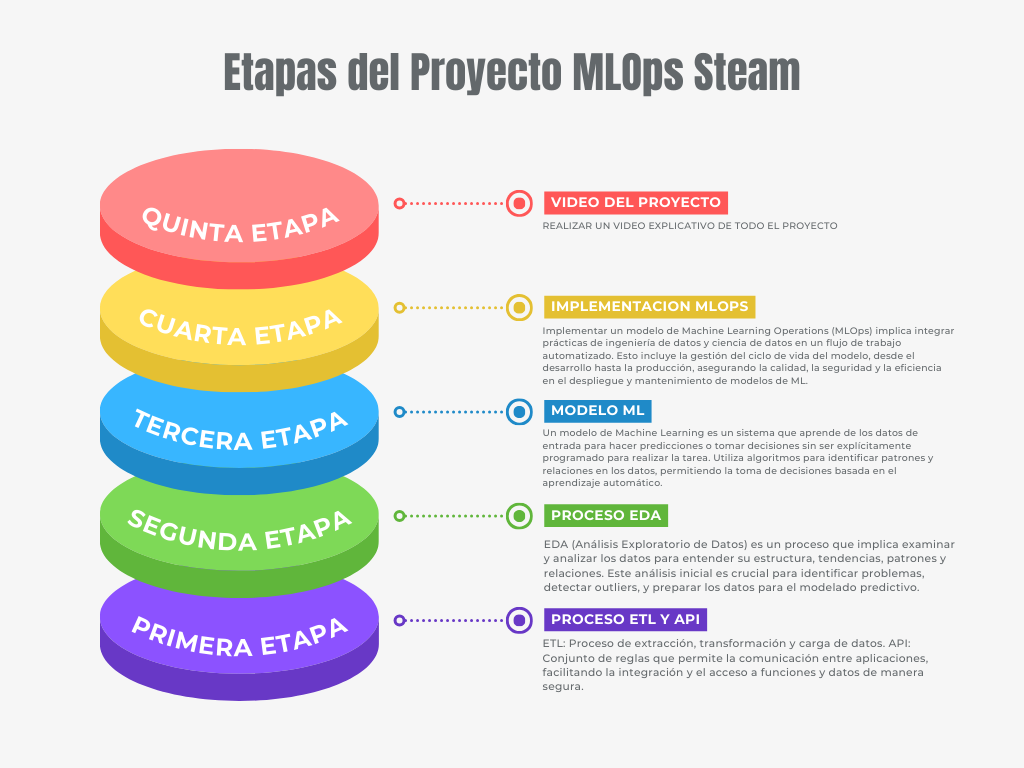 Etapas del Proyecto MLOps Steam
QUINTA ETAPA
VIDEO DEL PROYECTO
REALIZAR UN VIDEO EXPLICATIVO DE TODO EL PROYECTO
CUARTA ETAPA
IMPLEMENTACION MLOPS
Implementar un modelo de Machine Learning Operations (MLOps) implica integrar
prácticas de ingeniería de datos y ciencia de datos en un flujo de trabajo
automatizado. Esto incluye la gestión del ciclo de vida del modelo, desde el
desarrollo hasta la producción, asegurando la calidad, la seguridad y la eficiencia
en el despliegue y mantenimiento de modelos de ML.
TERCERA ETAPA
MODELO ML
Un modelo de Machine Learning es un sistema que aprende de los datos de
entrada para hacer predicciones o tomar decisiones sin ser explícitamente
programado para realizar la tarea. Utiliza algoritmos para identificar patrones y
relaciones en los datos, permitiendo la toma de decisiones basada en el
aprendizaje automático.
SEGUNDA ETAPA
PROCESO EDA
EDA (Análisis Exploratorio de Datos) es un proceso que implica examinar
y analizar los datos para entender su estructura, tendencias, patrones y
relaciones. Este análisis inicial es crucial para identificar problemas,
detectar outliers, y preparar los datos para el modelado predictivo.
PRIMERA ETAPA
PROCESO ETL Y API
ETL: Proceso de extracción, transformación y carga de datos. API:
Conjunto de reglas que permite la comunicación entre aplicaciones,
facilitando la integración y el acceso a funciones y datos de manera
segura.